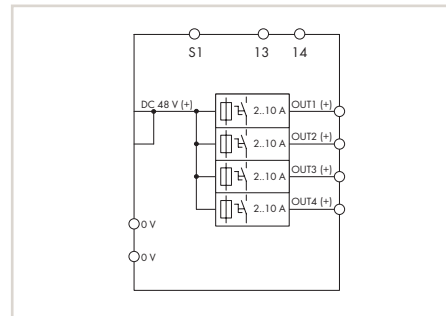 S1 13 14
DC 48 V (+)
2..10 A OUT1 (+)
2..10 A OUT2 (+)
2..10 A OUT3 (+)
2..10 A OUT4 (+)
0 V
0 V